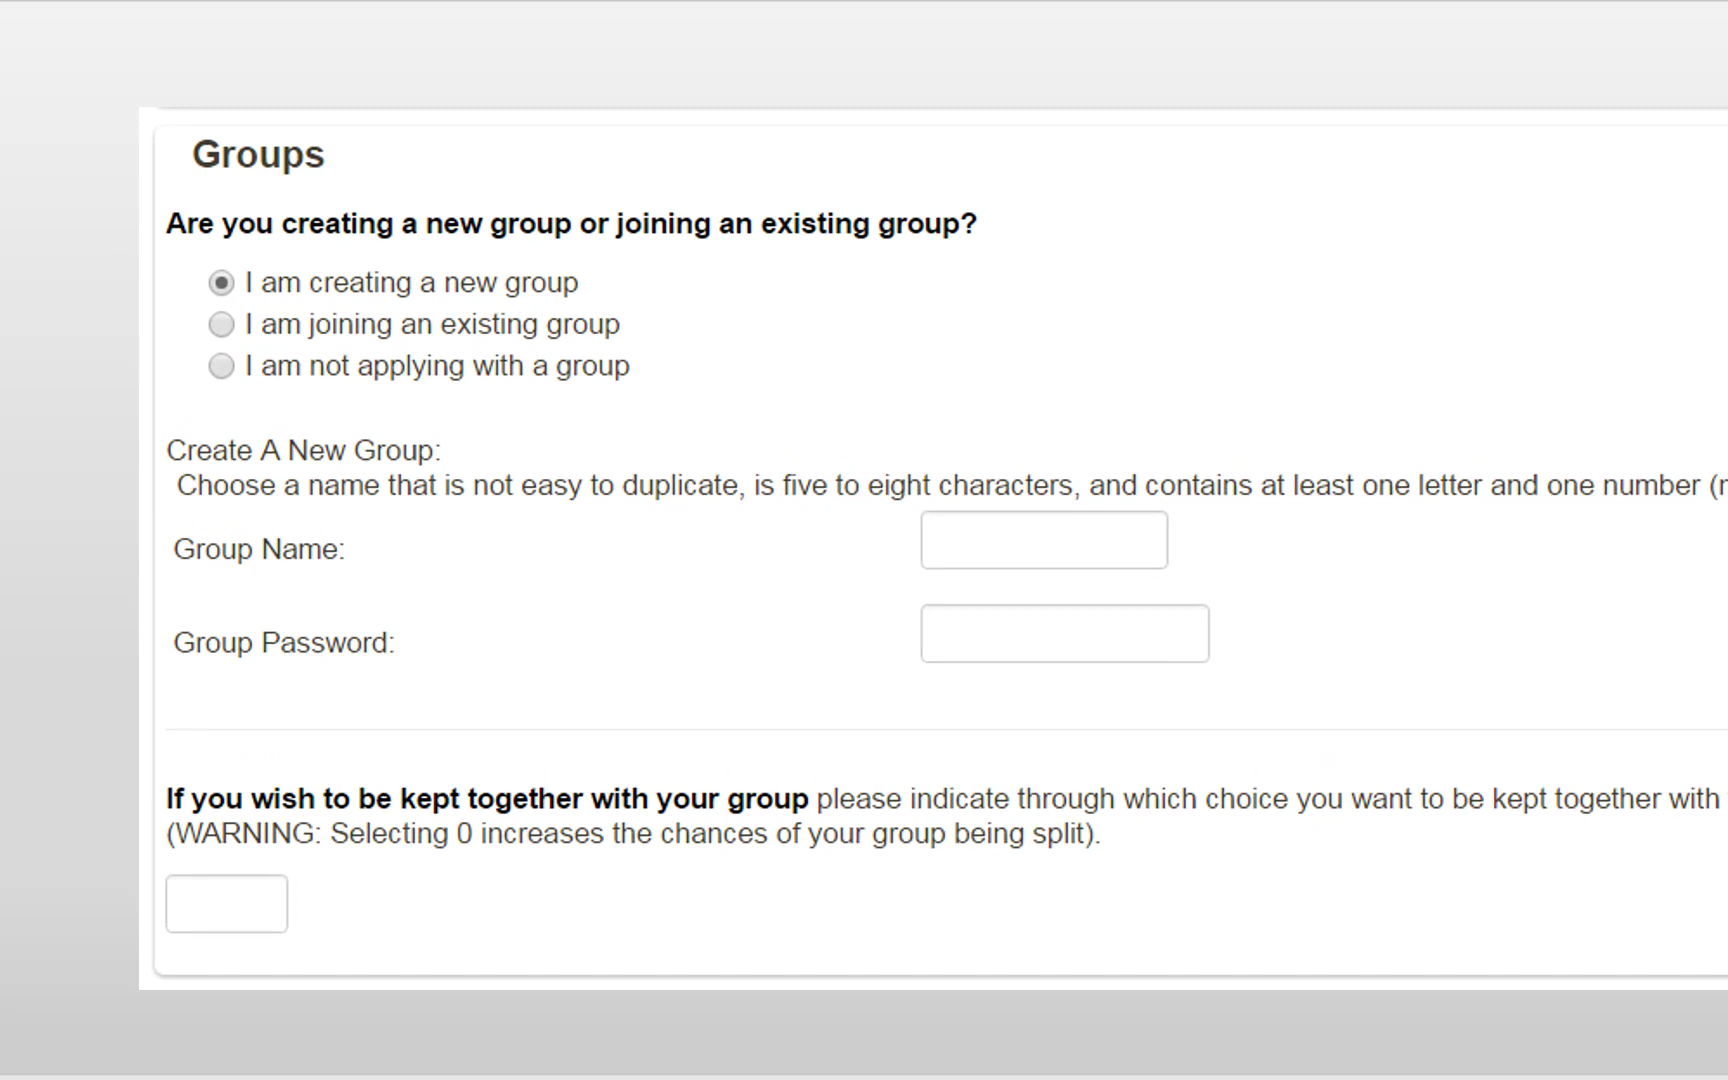 Groups
Are you creating a new group or joining an existing group?
I am creating a new group
I am joining an existing group
I am not applying with a group
Create A New Group:
Choose a name that is not easy to duplicate, is five to eight characters, and contains at least one letter and one number (
Group Name:
Group Password:
If you wish to be kept together with your group please indicate through which choice you want to be kept together with
(WARNING: Selecting 0 increases the chances of your group being split).